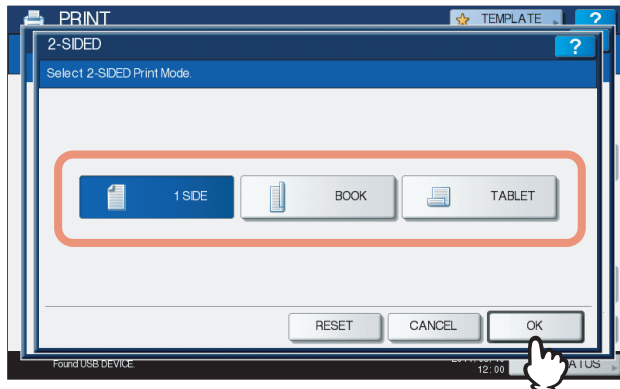 PRINT
TEMPLATE
?
2-SIDED
?
Select 2-SIDED Print Mode.
1 SIDE
BOOK
TABLET
RESET
CANCEL
OK
Found USB DEVICE.
12:00